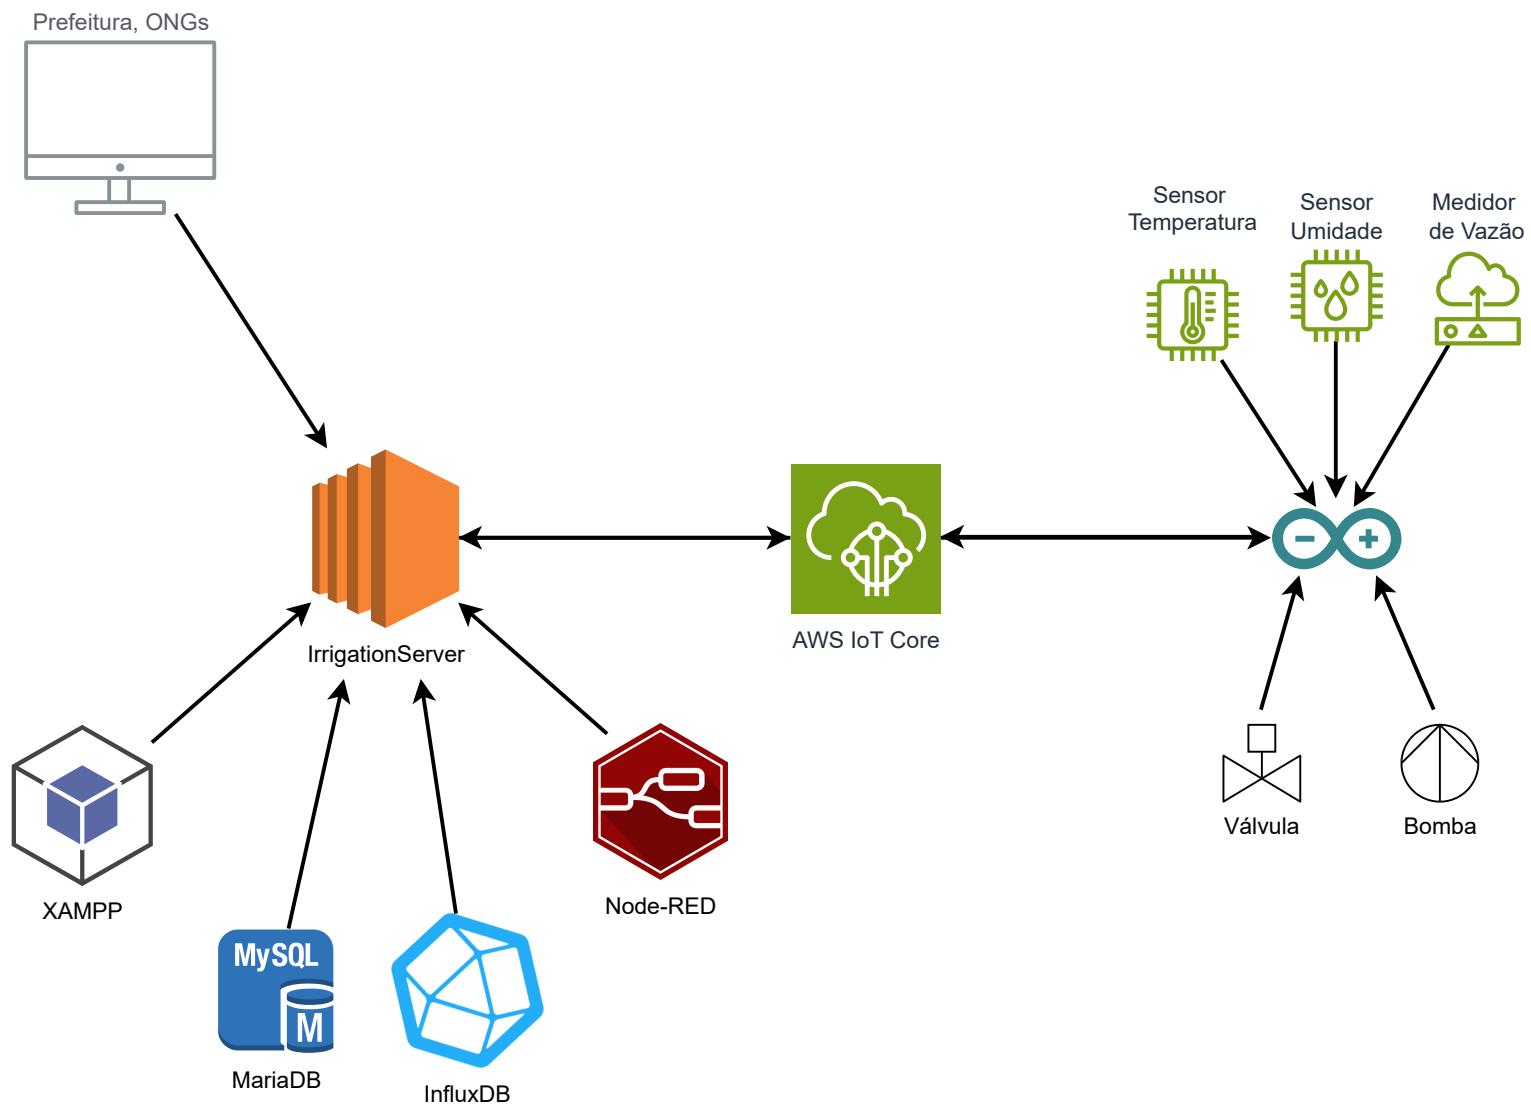 Prefeitura, ONGs
Sensor
Temperatura
Sensor
Umidade
Medidor
de Vazão
IrrigationServer
AWS IoT Core
Válvula
Bomba
XAMPP
Node-RED
MySQL
M
MariaDB
InfluxDB